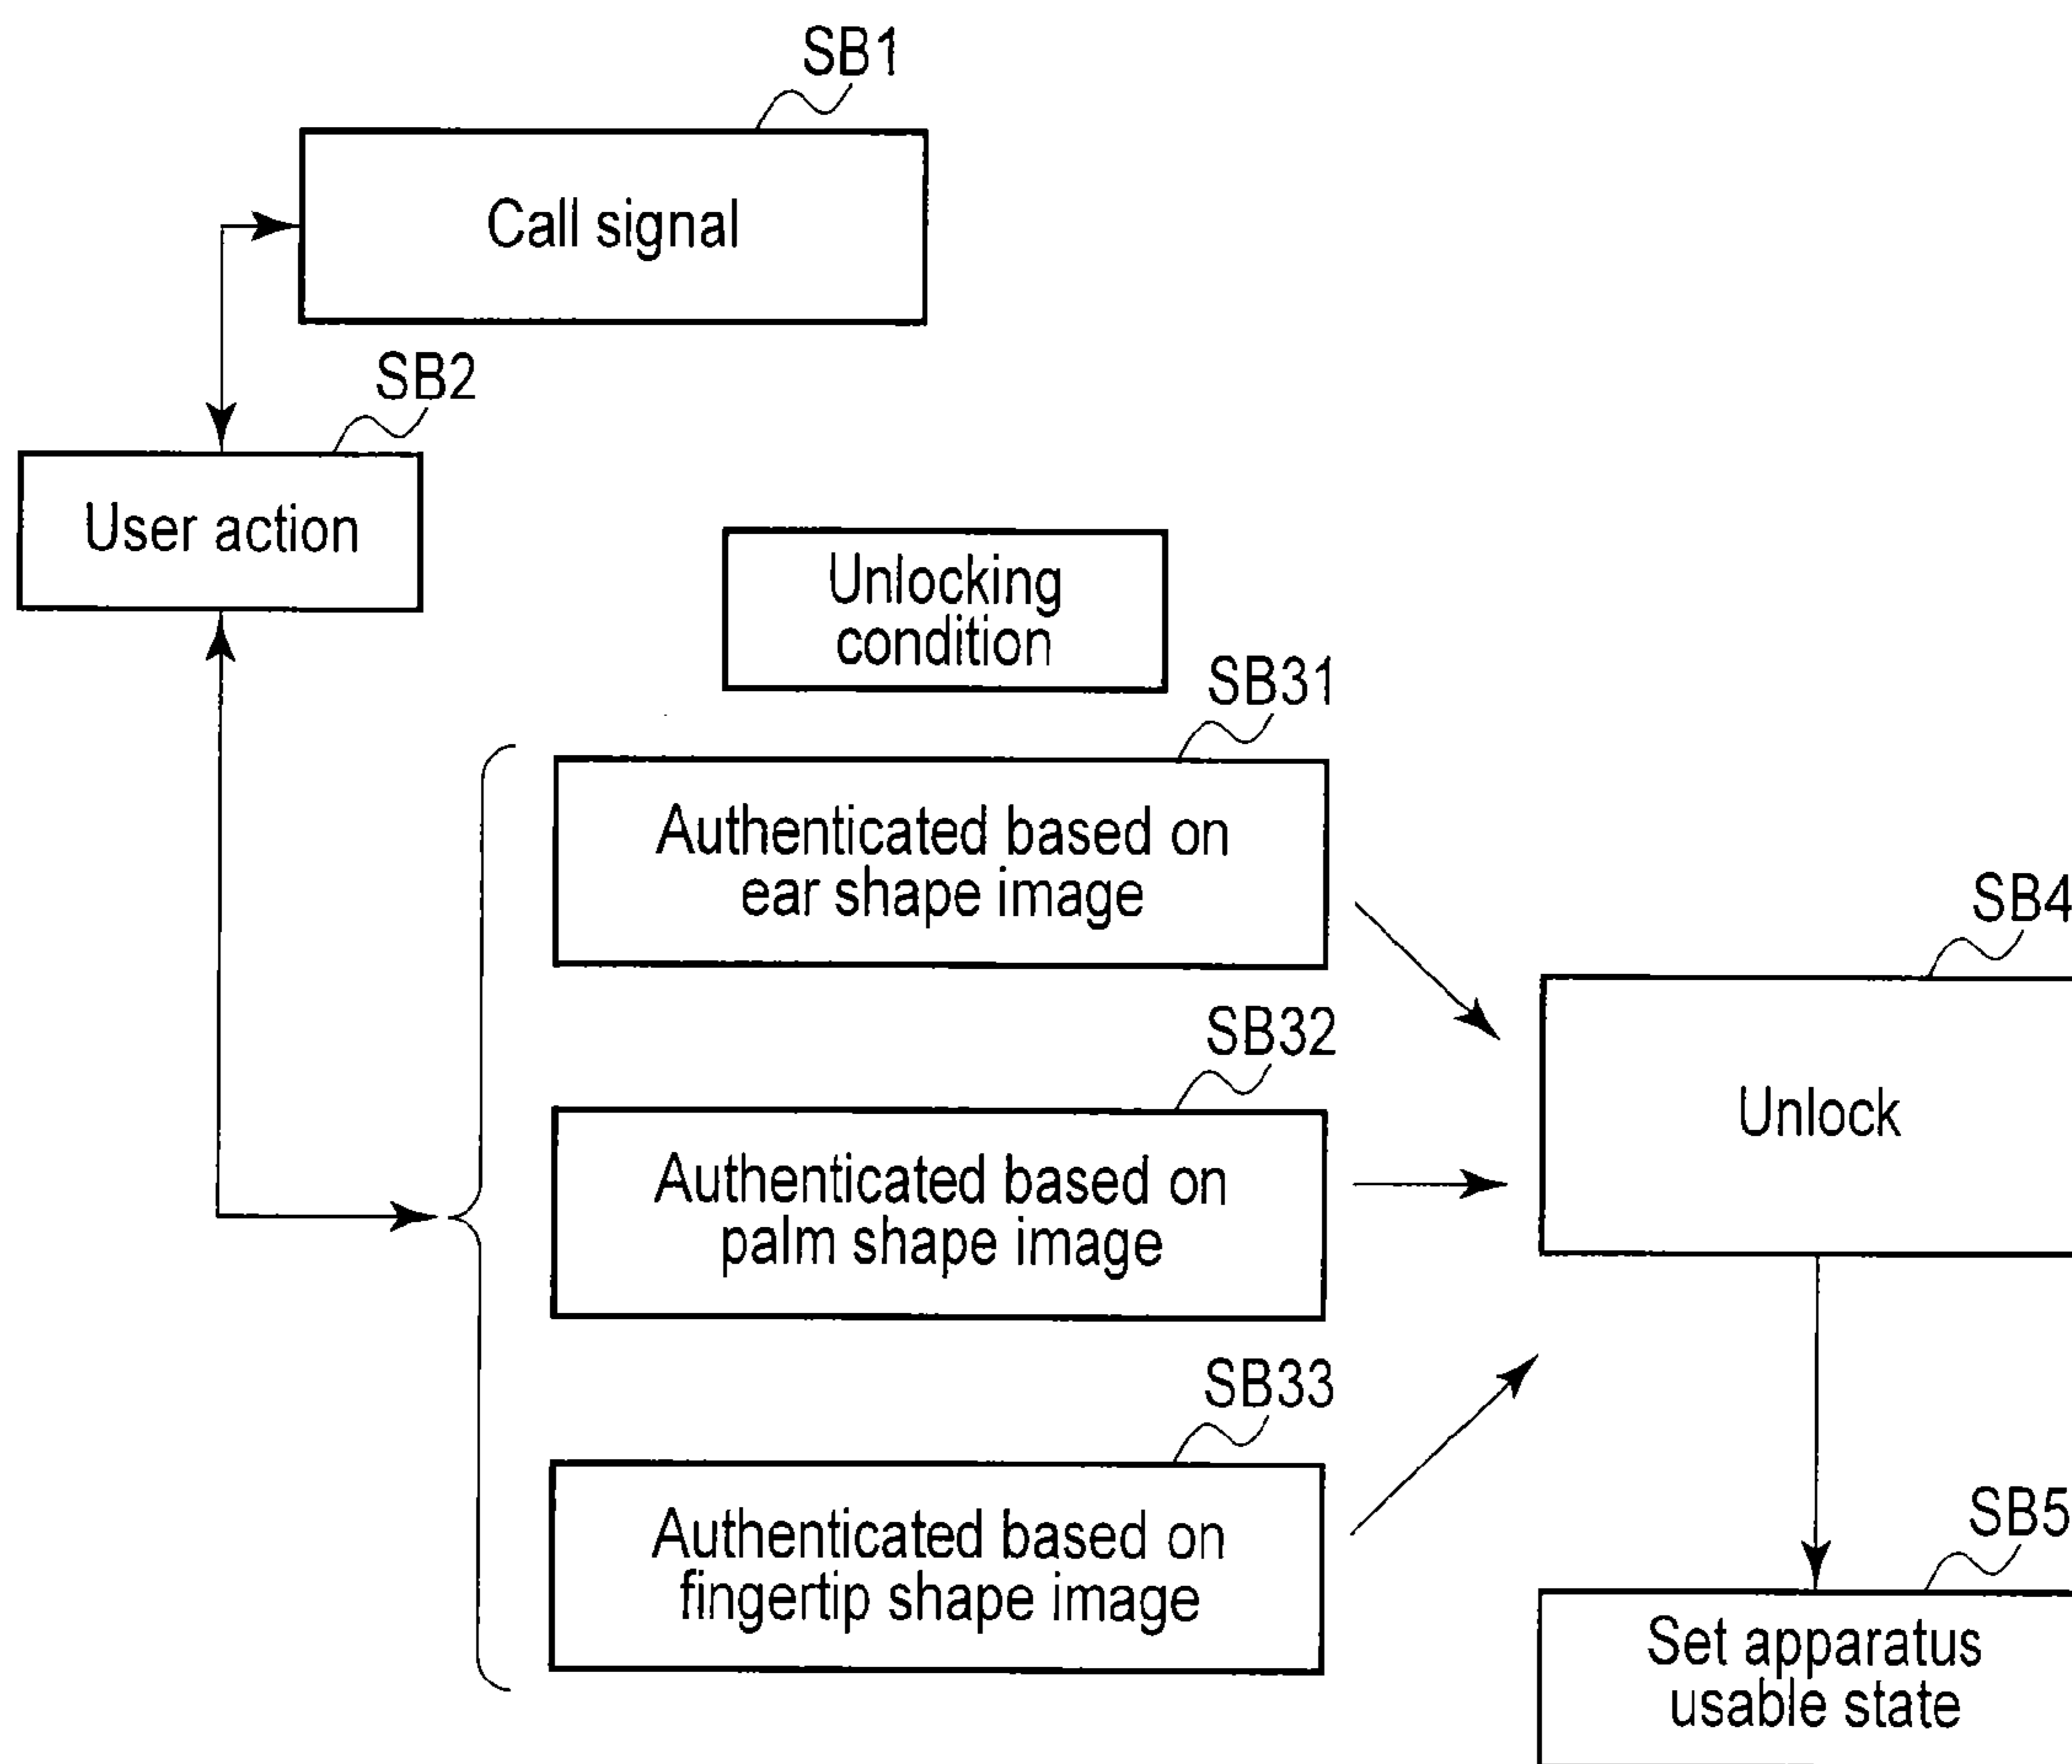 SB1
Call signal
SB2
User action
Unlocking
condition
SB31
Authenticated based on
ear shape image
SB32
Authenticated based on
palm shape image
SB33
Authenticated based on
fingertip shape image
SB4
Unlock
SB5
Set apparatus
usable state